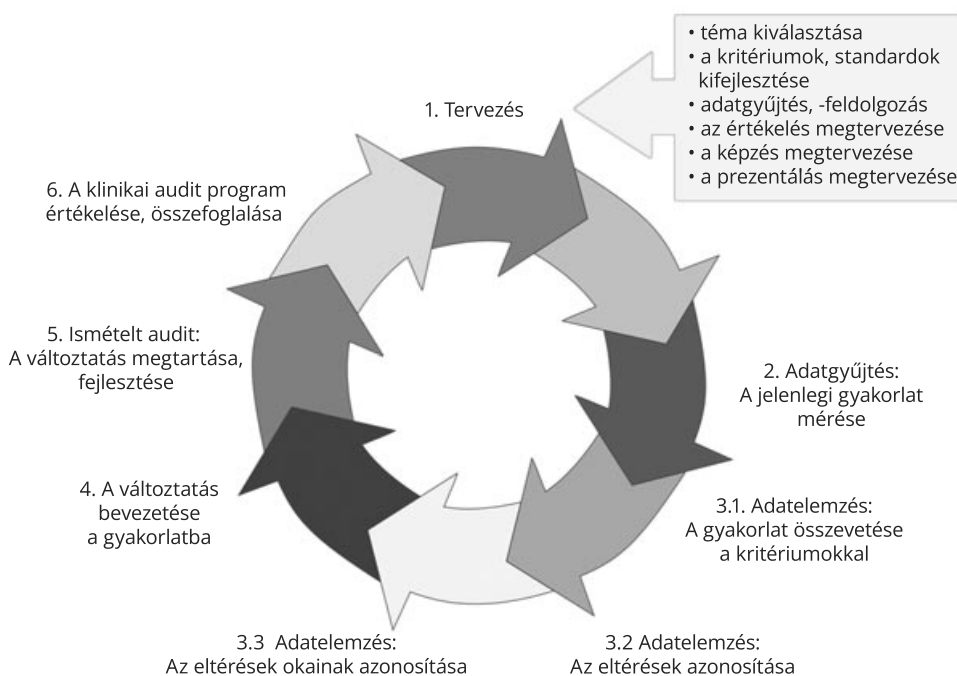 • téma kiválasztása
• a kritériumok, standardok
kifejlesztése
• adatgyűjtés, -feldolgozás
• az értékelés megtervezése
• a képzés megtervezése
• a prezentálás megtervezése
1. Tervezés
2. Adatgyűjtés:
A jelenlegi gyakorlat
mérése
3.1. Adatelemzés:
A gyakorlat összevetése
a kritériumokkal
3.2 Adatelemzés:
Az eltérések azonosítása
3.3 Adatelemzés:
Az eltérések okainak azonosítása
4. A változtatás
bevezetése
a gyakorlatba
5. Ismételt audit:
A változtatás megtartása,
fejlesztése
6. A klinikai audit program
értékelése, összefoglalása